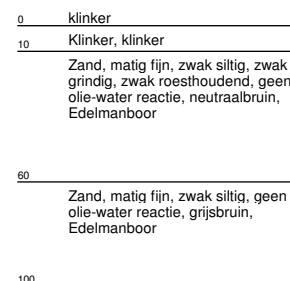 0 klinker
10 Klinker, klinker
Zand, matig fijn, zwak siltig, zwak
grindig, zwak roesthoudend, geen
olie-water reactie, neutraalbruin,
Edelmanboor
60
Zand, matig fijn, zwak siltig, geen
olie-water reactie, grijsbruin,
Edelmanboor
100